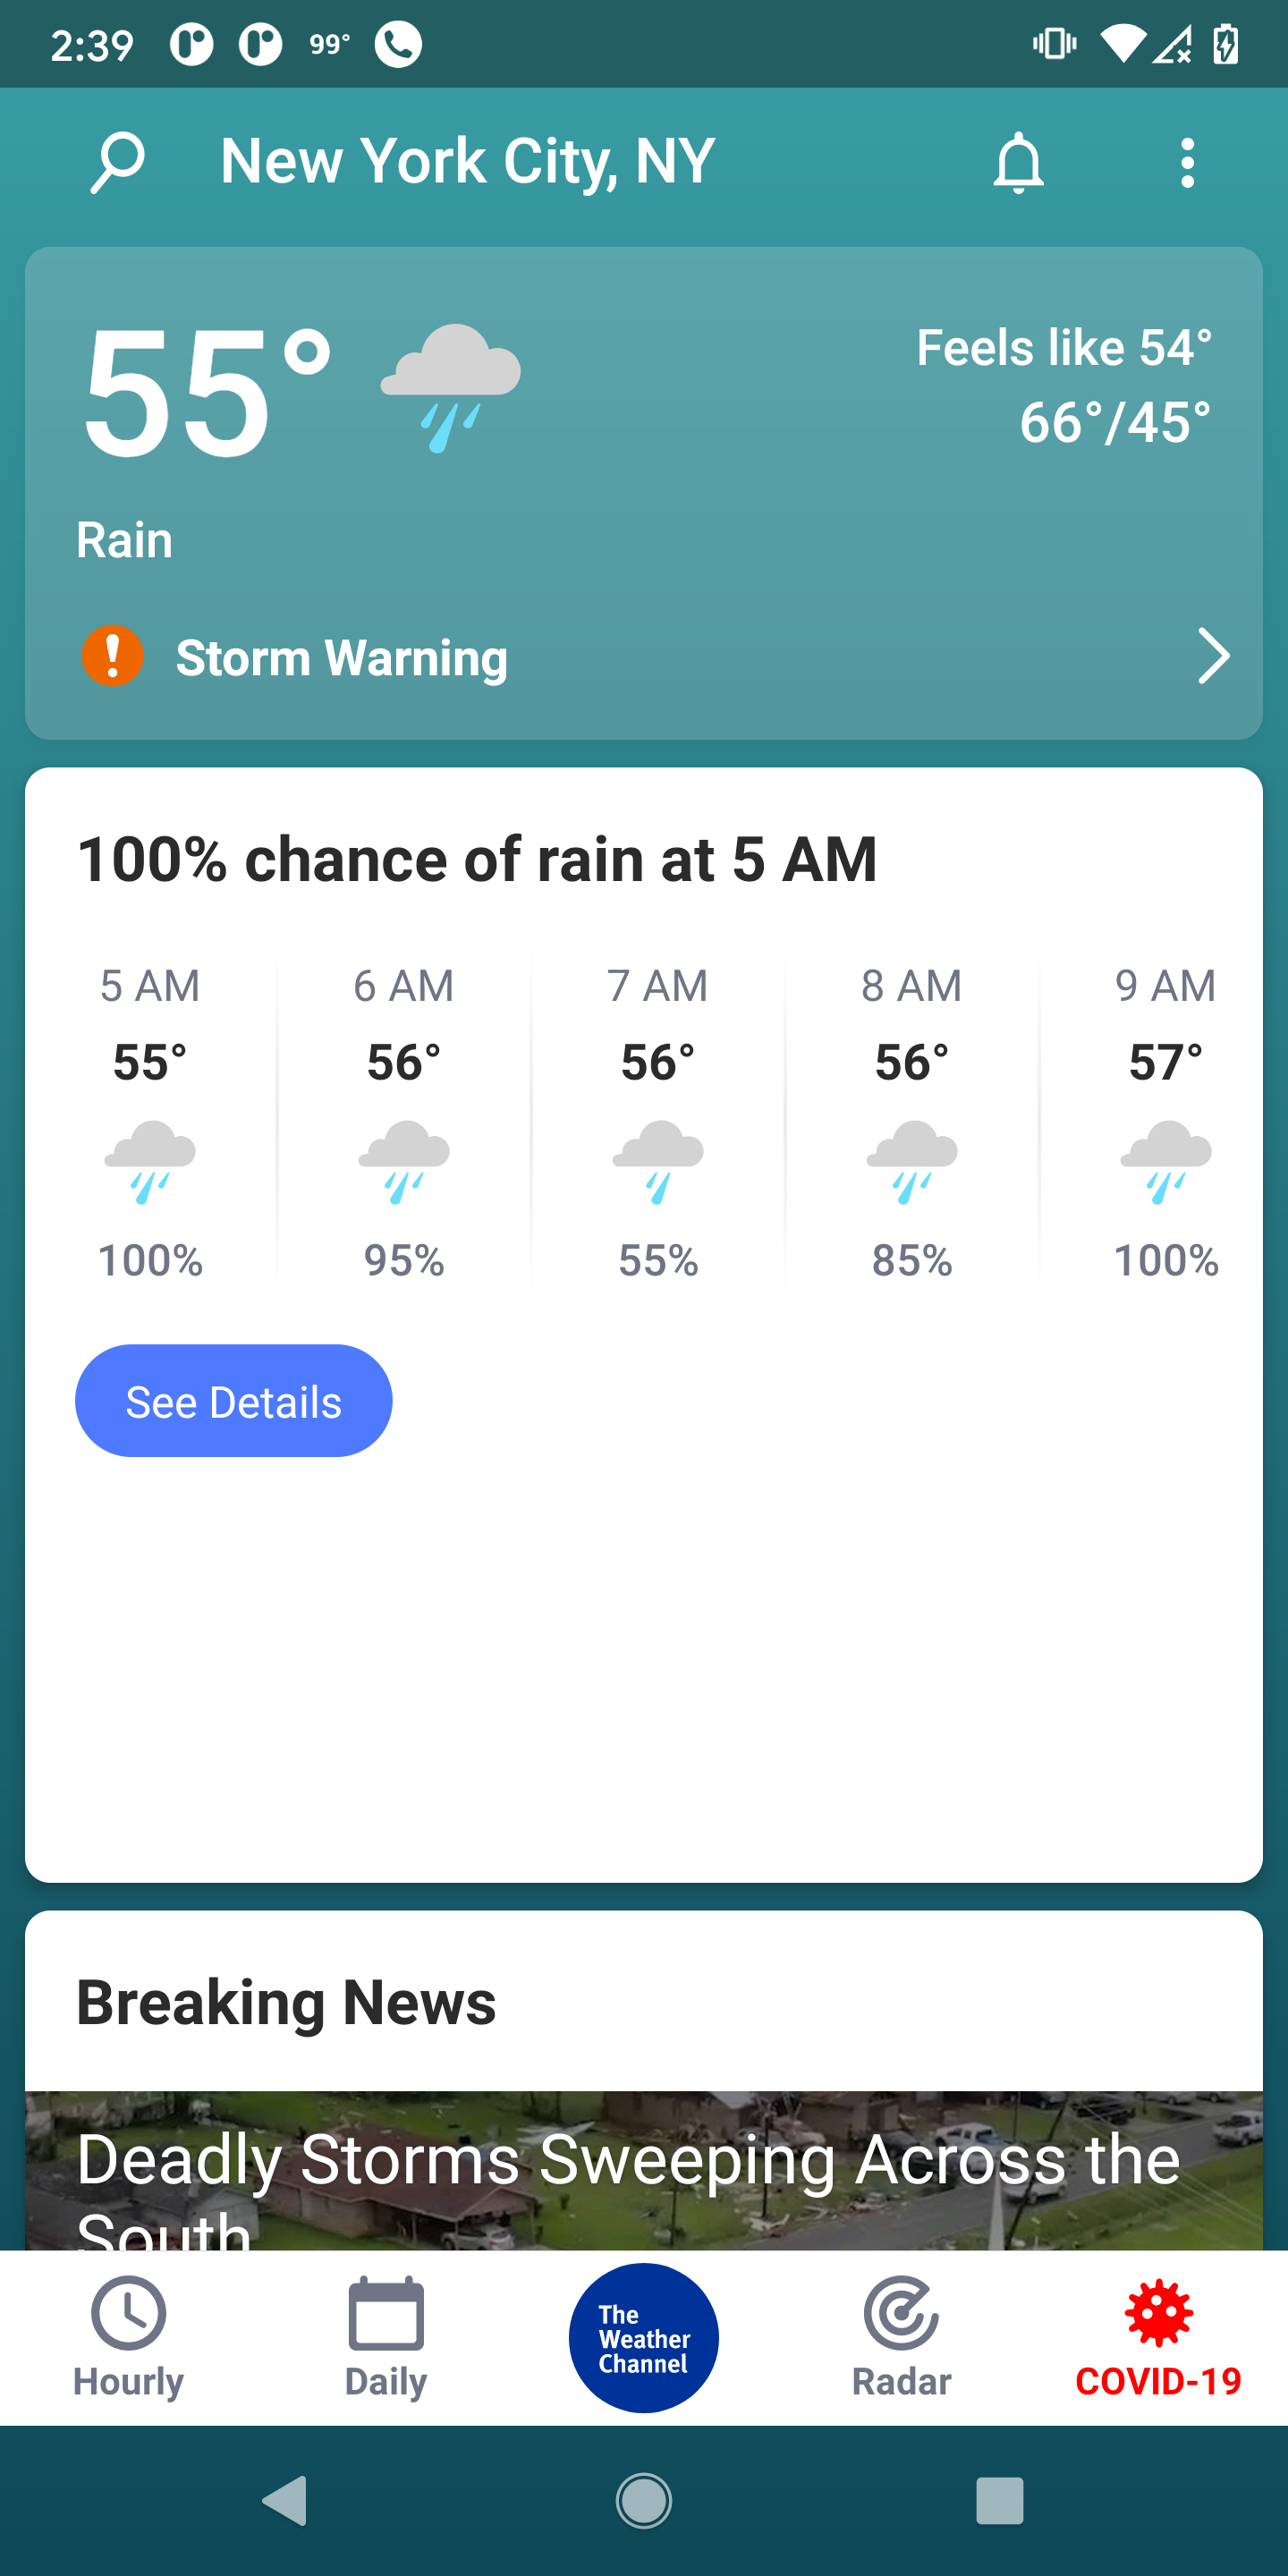 2:39 99°
New York City, NY
55°
Feels like 54°
66°/45°
Rain
Storm Warning
100% chance of rain at 5 AM
5 AM 6 AM 7 AM 8 AM 9 AM
55° 56° 56° 56° 57°
100% 95% 55% 85% 100%
See Details
Breaking News
Deadly Storms Sweeping Across the
South
Hourly Daily The Weather Channel Radar COVID-19